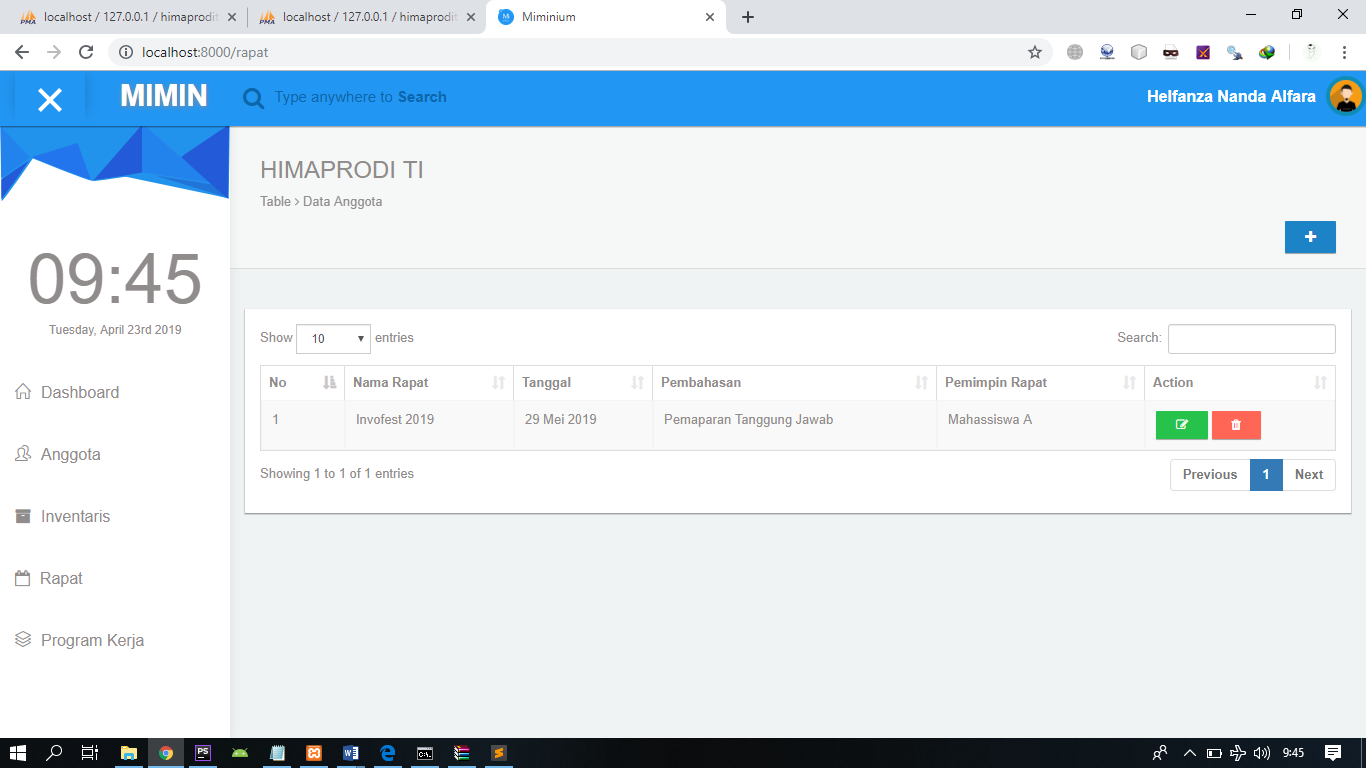 localhost / 127.0.0.1 / himaprodit
localhost / 127.0.0.1 / himaprodit
Miminium
localhost:8000/rapat
MIMIN
Type anywhere to Search
Helfanza Nanda Alfara
HIMAPRODI TI
Table > Data Anggota
+
09:45
Tuesday, April 23rd 2019
Dashboard
Anggota
Inventaris
Rapat
Program Kerja
Show 10 entries
Search:
No Nama Rapat Tanggal Pembahasan Pemimpin Rapat Action
1 Invofest 2019 29 Mei 2019 Pemaparan Tanggung Jawab Mahassiswa A
Showing 1 to 1 of 1 entries
Previous 1 Next
9:45